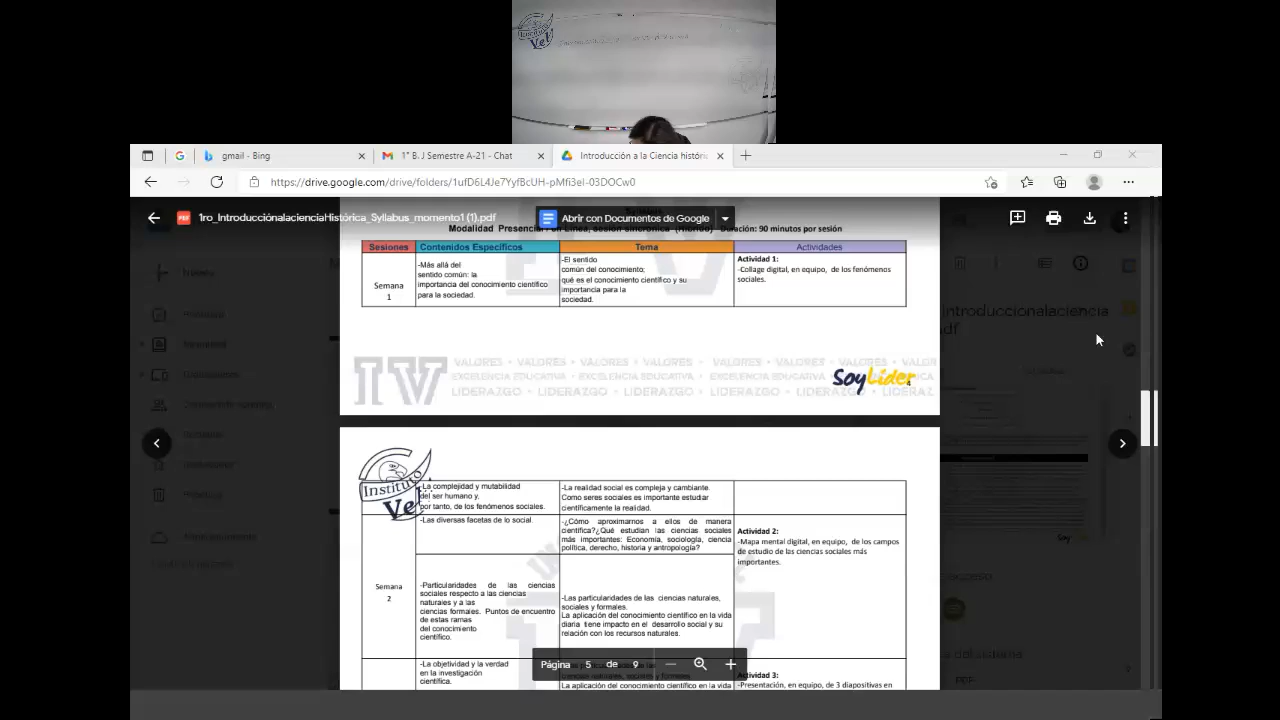 Instituto
Vel
gmail - Bing
1° B. J Semestre A-21 - Chat
Introducción a la Ciencia históric
https://drive.google.com/drive/folders/1ufD6L4Je7YyfBcUH-pMfi3eI-03DOCw0
PDF
1ro_IntroducciónalacienciaHistórica_Syllabus_momento1 (1).pdf
Abrir con Documentos de Google
Duración: 90 minutos por sesión
Sesiones
Contenidos Específicos
Tema
Actividades
Semana
1
-Más allá del
sentido común: la
importancia del conocimiento científico
para la sociedad.
-El sentido
común del conocimiento;
qué es el conocimiento científico y su
importancia para la
sociedad.
Actividad 1:
-Collage digital, en equipo, de los fenómenos
sociales.
IV
VALORES • VALORES • VALORES • VALORES • VALORES • VALORES • VALOR
EXCELENCIA EDUCATIVA • EXCELENCIA EDUCATIVA • EXCELENCIA EDUCATIVA
LIDERAZGO • LIDERAZGO • LIDERAZGO • LIDERAZGO • LIDERAZGO • LIDERAZ
SoyLíder
Instituto
Vel
-La complejidad y mutabilidad
del ser humano y,
por tanto, de los fenómenos sociales.
-La realidad social es compleja y cambiante.
Como seres sociales es importante estudiar
científicamente la realidad.
Semana
2
-Las diversas facetas de lo social.
-¿Cómo aproximarnos a ellos de manera
científica?¿Qué estudian las ciencias sociales
más importantes: Economía, sociología, ciencia
política, derecho, historia y antropología?
Actividad 2:
-Mapa mental digital, en equipo, de los campos
de estudio de las ciencias sociales más
importantes.
-Particularidades de las ciencias
sociales respecto a las ciencias
naturales y a las
ciencias formales. Puntos de encuentro
de estas ramas
del conocimiento
científico.
-Las particularidades de las ciencias naturales,
sociales y formales.
La aplicación del conocimiento científico en la vida
diaria tiene impacto en el desarrollo social y su
relación con los recursos naturales.
-La objetividad y la verdad
en la investigación
científica.
La aplicación del conocimiento científico en la vida
Actividad 3:
-Presentación, en equipo, de 3 diapositivas en
Página 5 de 9